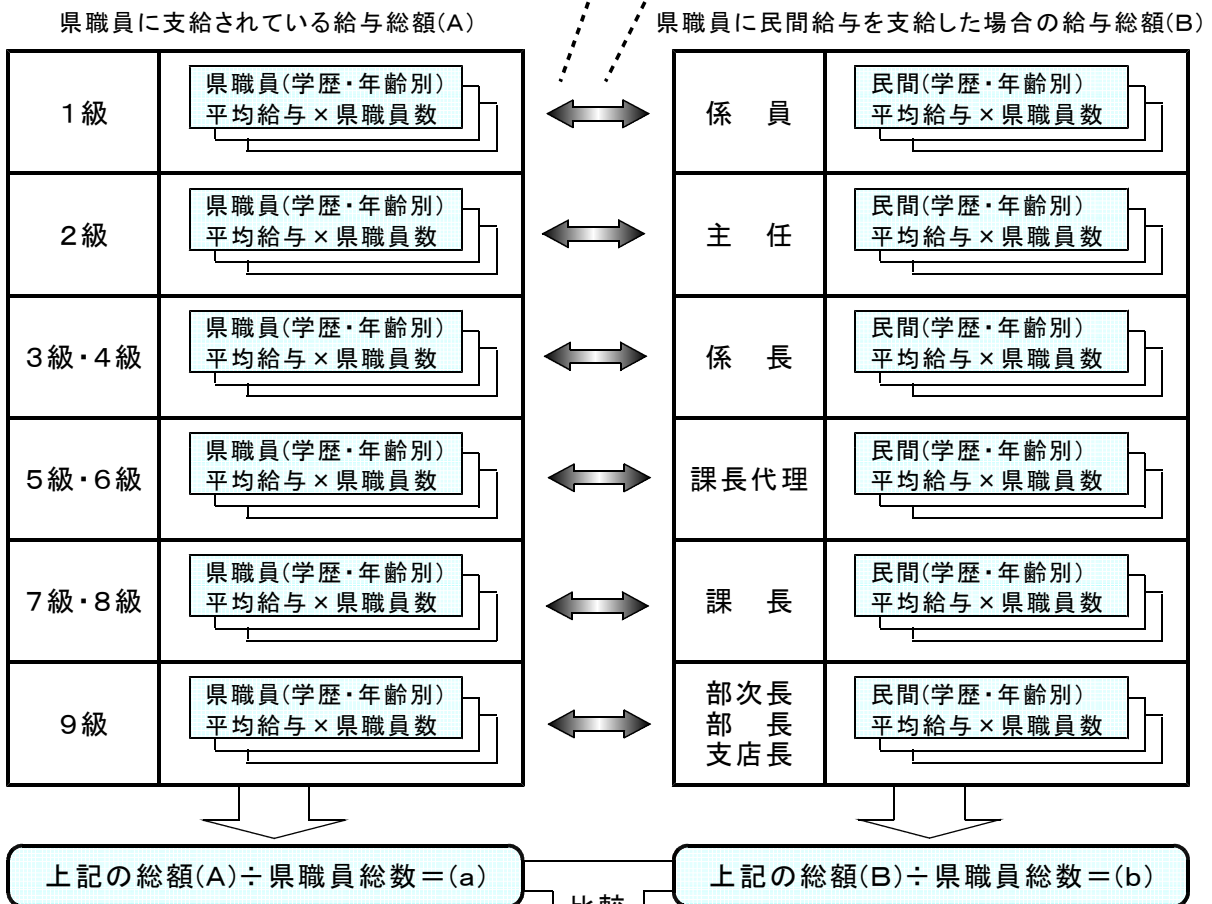 県職員に支給されている給与総額(A)
県職員に民間給与を支給した場合の給与総額(B)
1級
県職員(学歴・年齢別)
平均給与×県職員数
係 員
民間(学歴・年齢別)
平均給与×県職員数
2級
県職員(学歴・年齢別)
平均給与×県職員数
主 任
民間(学歴・年齢別)
平均給与×県職員数
3級・4級
県職員(学歴・年齢別)
平均給与×県職員数
係 長
民間(学歴・年齢別)
平均給与×県職員数
5級・6級
県職員(学歴・年齢別)
平均給与×県職員数
課長代理
民間(学歴・年齢別)
平均給与×県職員数
7級・8級
県職員(学歴・年齢別)
平均給与×県職員数
課 長
民間(学歴・年齢別)
平均給与×県職員数
9級
県職員(学歴・年齢別)
平均給与×県職員数
部次長
部 長
支店長
民間(学歴・年齢別)
平均給与×県職員数
上記の総額(A)÷県職員総数=(a)
上記の総額(B)÷県職員総数=(b)
比較